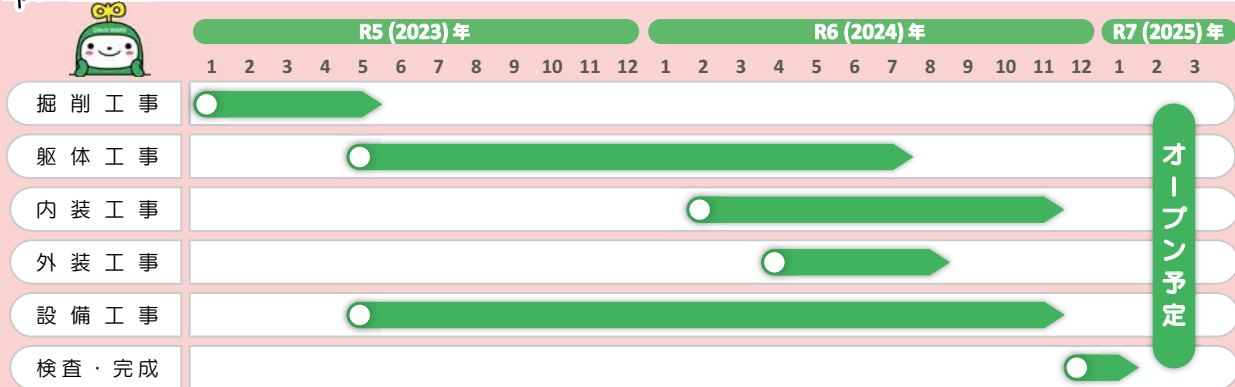 R5 (2023) 年 R6 (2024) 年 R7 (2025) 年
1 2 3 4 5 6 7 8 9 10 11 12 1 2 3 4 5 6 7 8 9 10 11 12 1 2 3
掘削工事
躯体工事
内装工事
外装工事
設備工事
検査・完成
オープン予定